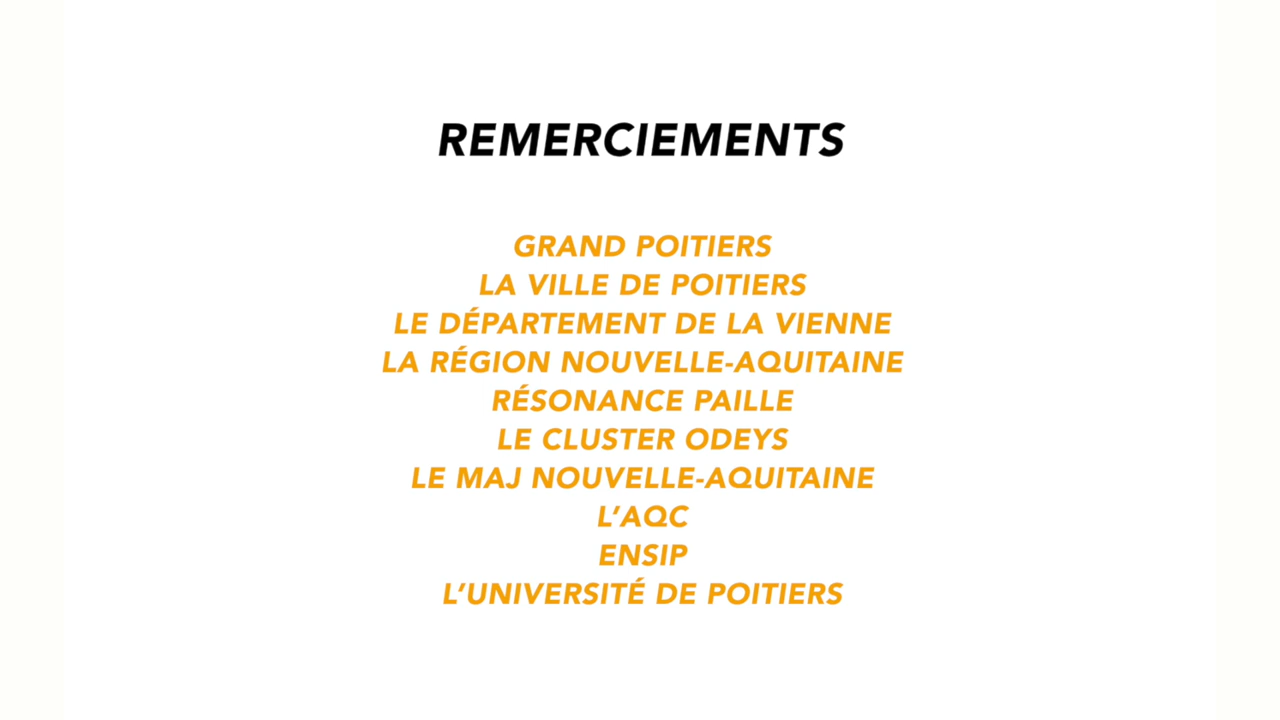 REMERCIEMENTS
GRAND POITIERS
LA VILLE DE POITIERS
LE DÉPARTEMENT DE LA VIENNE
LA RÉGION NOUVELLE-AQUITAINE
RÉSONANCE PAILLE
LE CLUSTER ODEYS
LE MAJ NOUVELLE-AQUITAINE
L’AQC
ENSIP
L’UNIVERSITÉ DE POITIERS